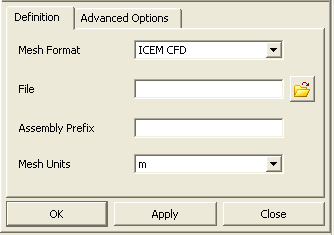 Definition Advanced Options
Mesh Format ICEM CFD
File
Assembly Prefix
Mesh Units m
OK Apply Close